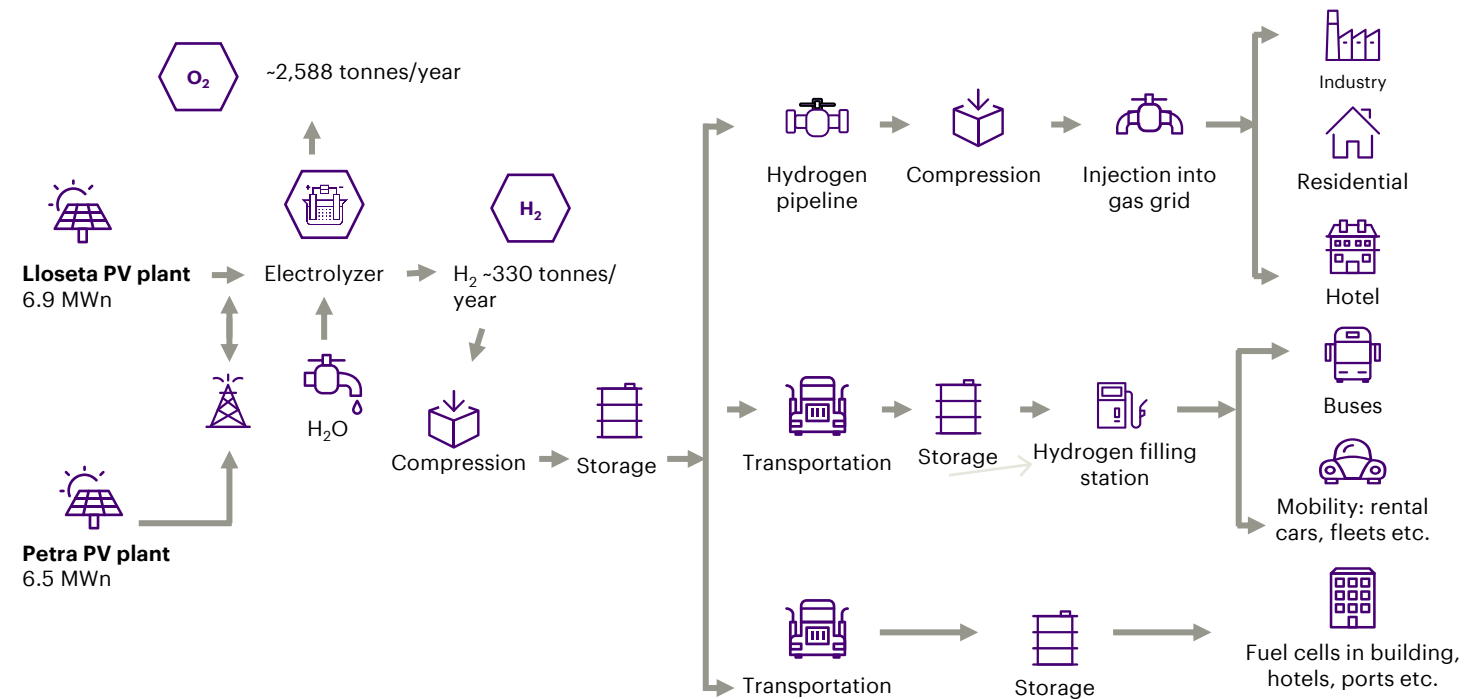 O₂
~2,588 tonnes/year
Lloseta PV plant
6.9 MWn
Electrolyzer
H₂
H₂ ~330 tonnes/
year
H₂O
Petra PV plant
6.5 MWn
Compression
Storage
Hydrogen
pipeline
Compression
Injection into
gas grid
Industry
Residential
Hotel
Transportation
Storage
Hydrogen filling
station
Buses
Mobility: rental
cars, fleets etc.
Transportation
Storage
Fuel cells in building,
hotels, ports etc.